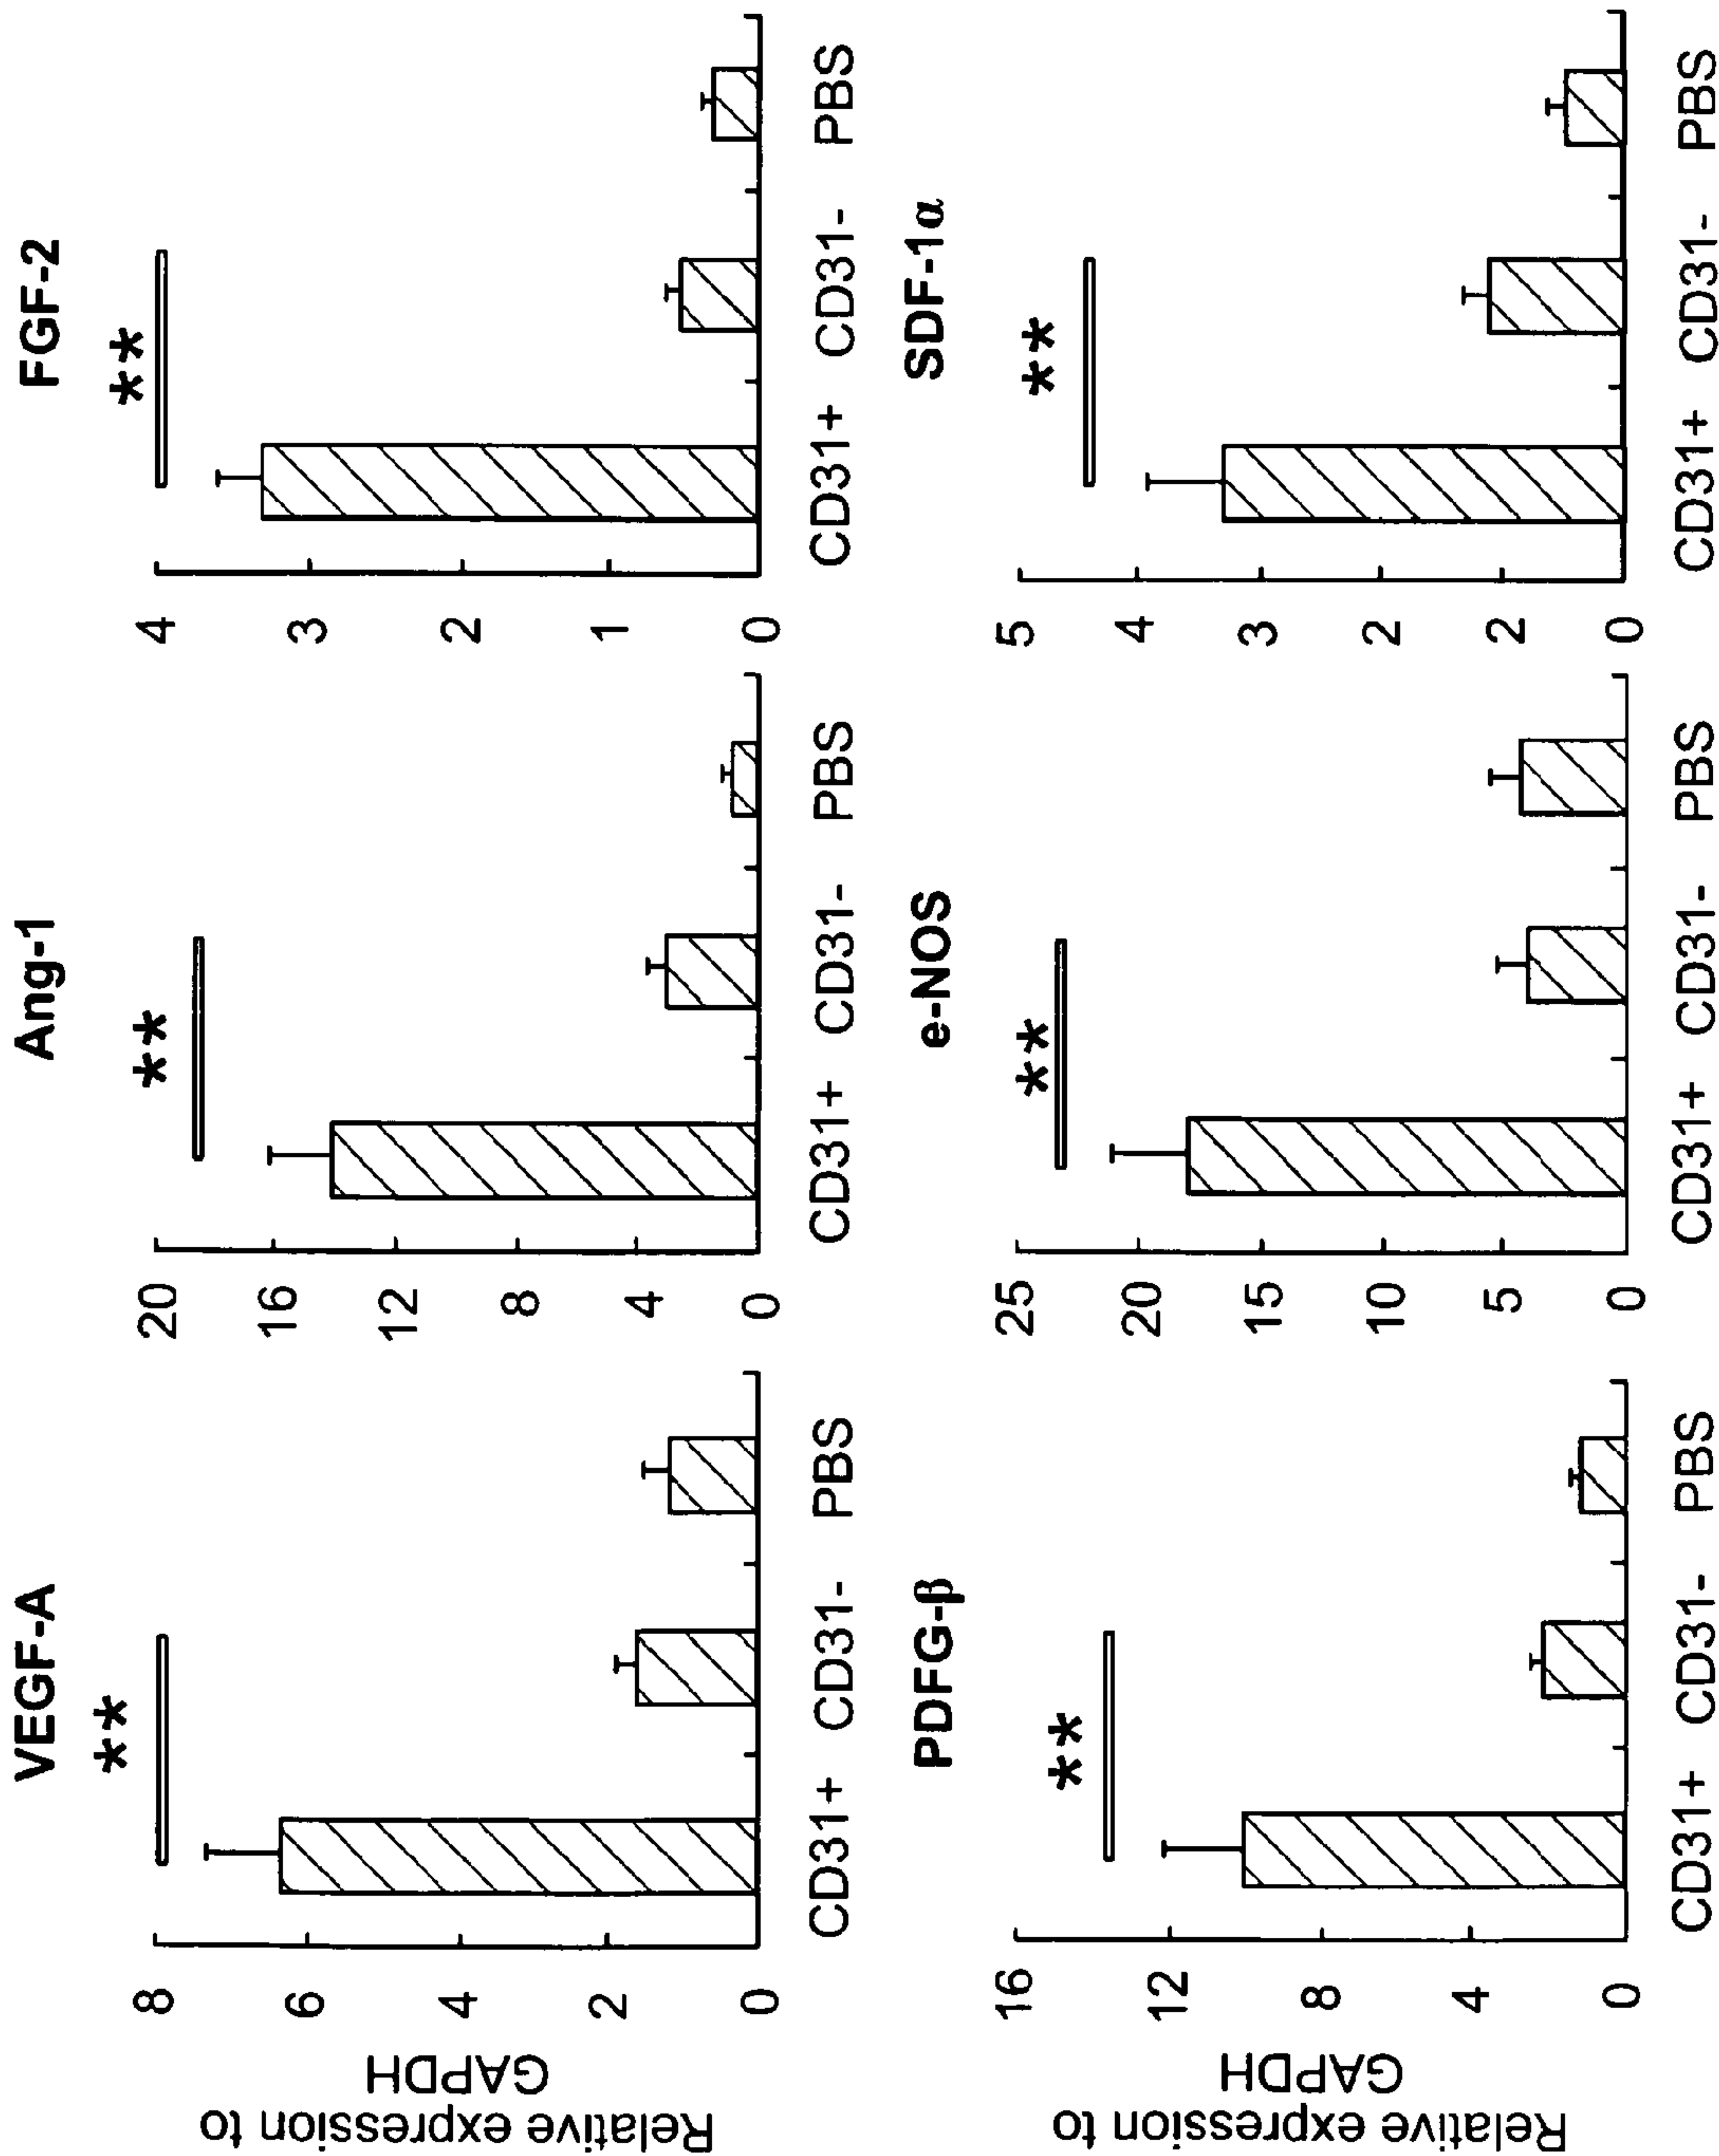 VEGF-A
**
Relative expression to
GAPDH
8
6
4
2
0
CD31+ CD31- PBS
Ang-1
**
20
16
12
8
4
0
CD31+ CD31- PBS
FGF-2
**
4
3
2
1
0
CD31+ CD31- PBS
PDFG-β
**
Relative expression to
GAPDH
16
12
8
4
0
CD31+ CD31- PBS
e-NOS
**
25
20
15
10
5
0
CD31+ CD31- PBS
SDF-1α
**
5
4
3
2
2
0
CD31+ CD31- PBS